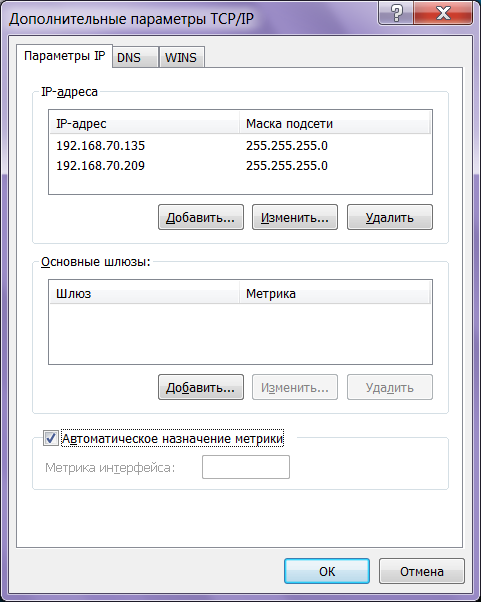 Дополнительные параметры TCP/IP
Параметры IP DNS WINS
IP-адреса
IP-адрес Маска подсети
192.168.70.135 255.255.255.0
192.168.70.209 255.255.255.0
Добавить... Изменить... Удалить
Основные шлюзы:
Шлюз Метрика
Добавить... Изменить... Удалить
Автоматическое назначение метрики
Метрика интерфейса:
OK Отмена